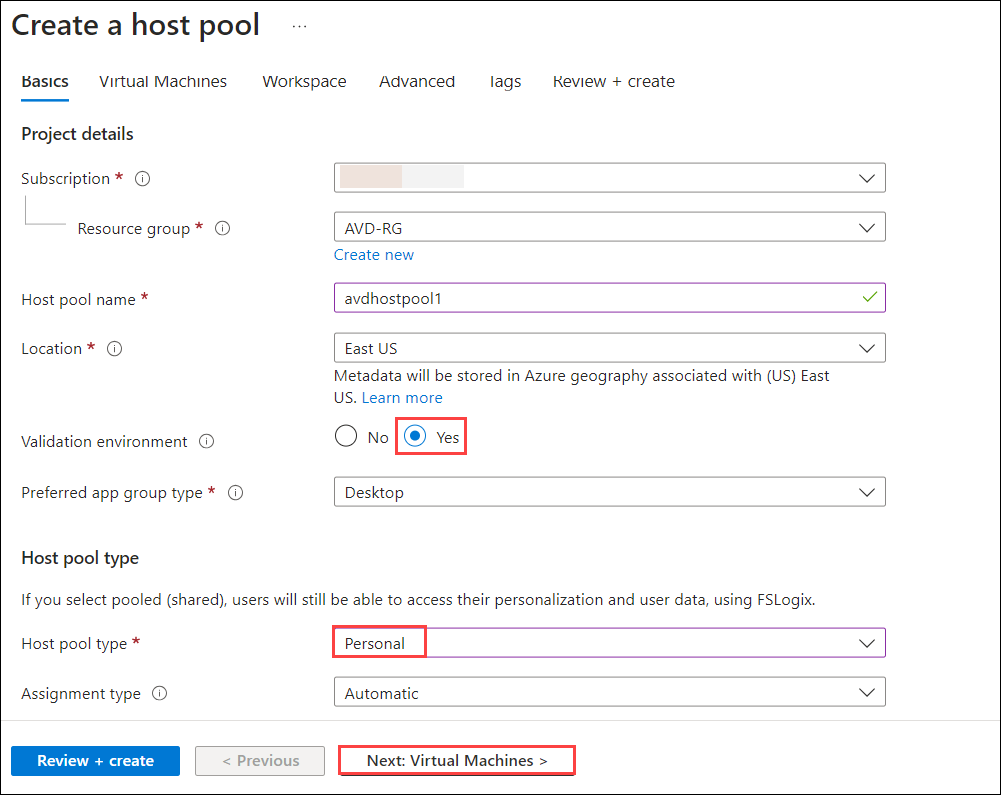 Create a host pool ...
Basics Virtual Machines Workspace Advanced Tags Review + create
Project details
Subscription *
Resource group * AVD-RG
Create new
Host pool name * avdhostpool1
Location * East US
Metadata will be stored in Azure geography associated with (US) East
US. Learn more
Validation environment No Yes
Preferred app group type * Desktop
Host pool type
If you select pooled (shared), users will still be able to access their personalization and user data, using FSLogix.
Host pool type * Personal
Assignment type Automatic
Review + create < Previous Next: Virtual Machines >